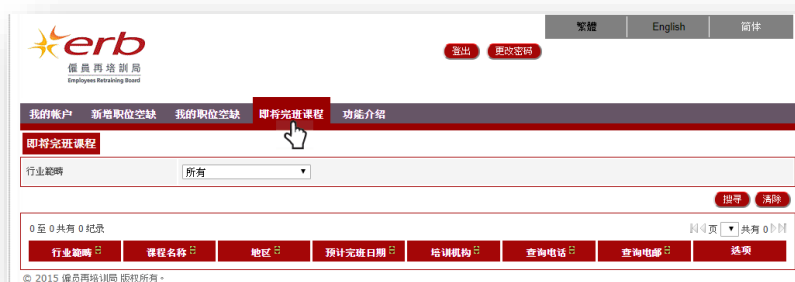 繁體 English 简体
erb
僱員再培訓局
Employees Retraining Board
登出 更改密码
我的帐户 新增职位空缺 我的职位空缺 即将完班课程 功能介绍
即将完班课程
行业範畴 所有
搜寻 清除
0 至 0 共有 0 纪录 页 共有 0
行业範畴 课程名称 地区 预计完班日期 培训机构 查询电话 查询电邮 选项
© 2015 僱员再培训局 版权所有。